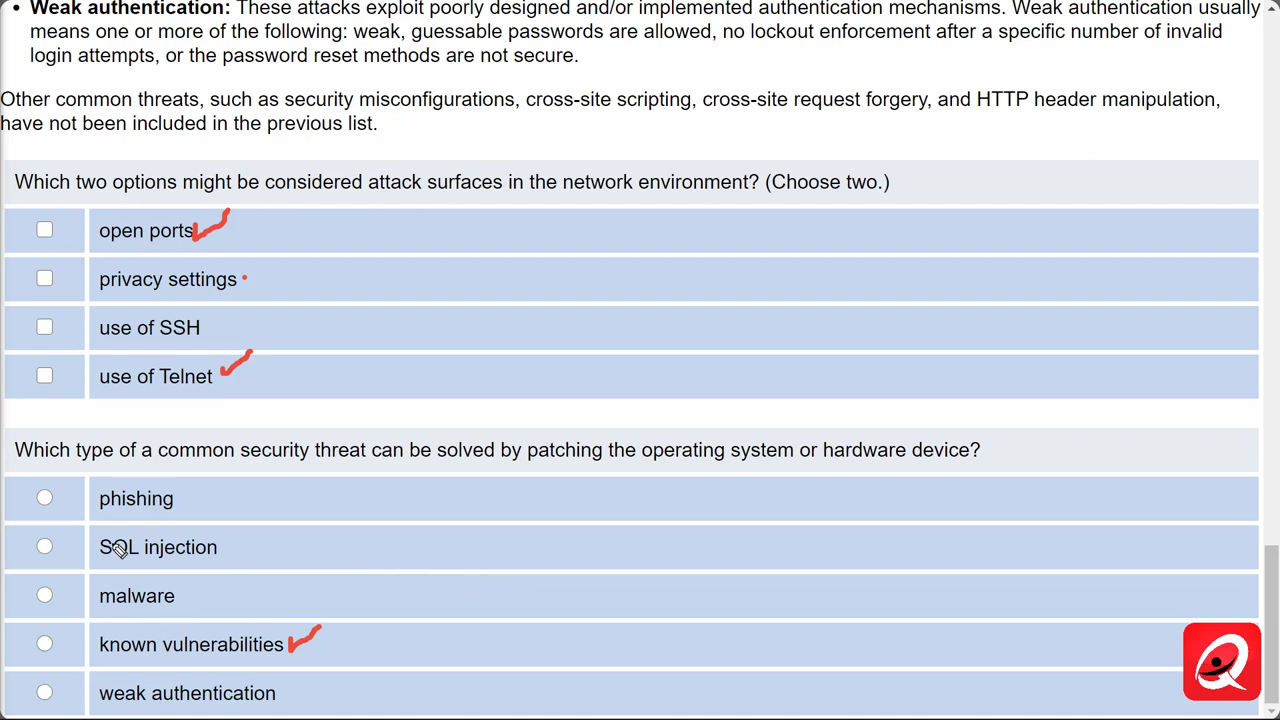 • Weak authentication: These attacks exploit poorly designed and/or implemented authentication mechanisms. Weak authentication usually
means one or more of the following: weak, guessable passwords are allowed, no lockout enforcement after a specific number of invalid
login attempts, or the password reset methods are not secure.
Other common threats, such as security misconfigurations, cross-site scripting, cross-site request forgery, and HTTP header manipulation,
have not been included in the previous list.
Which two options might be considered attack surfaces in the network environment? (Choose two.)
open ports
privacy settings
use of SSH
use of Telnet
Which type of a common security threat can be solved by patching the operating system or hardware device?
phishing
SQL injection
malware
known vulnerabilities
weak authentication